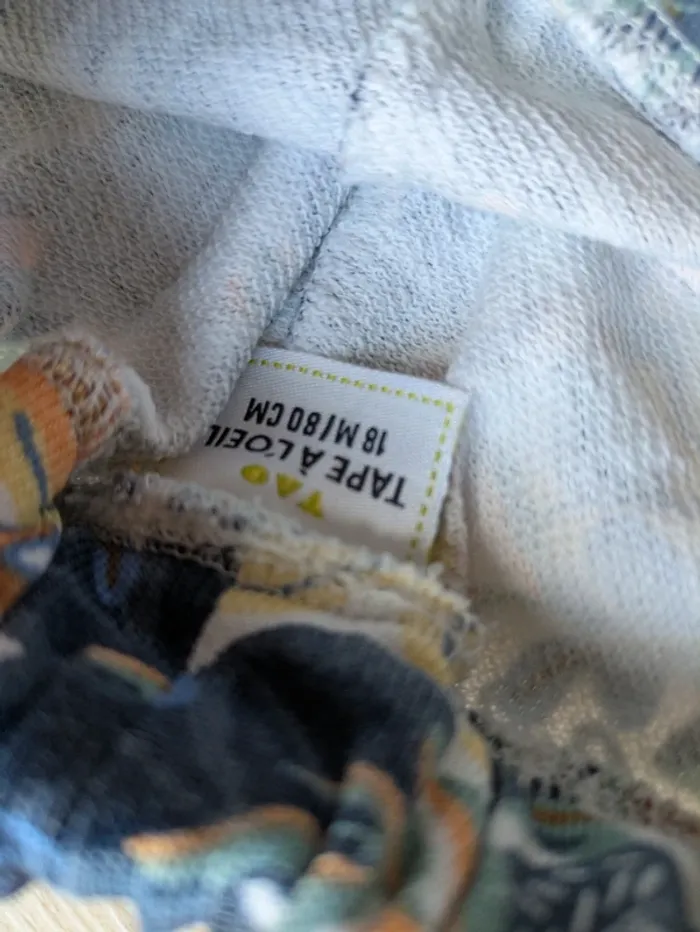 TAO
TAPE À L'OEIL
18 M/80 CM